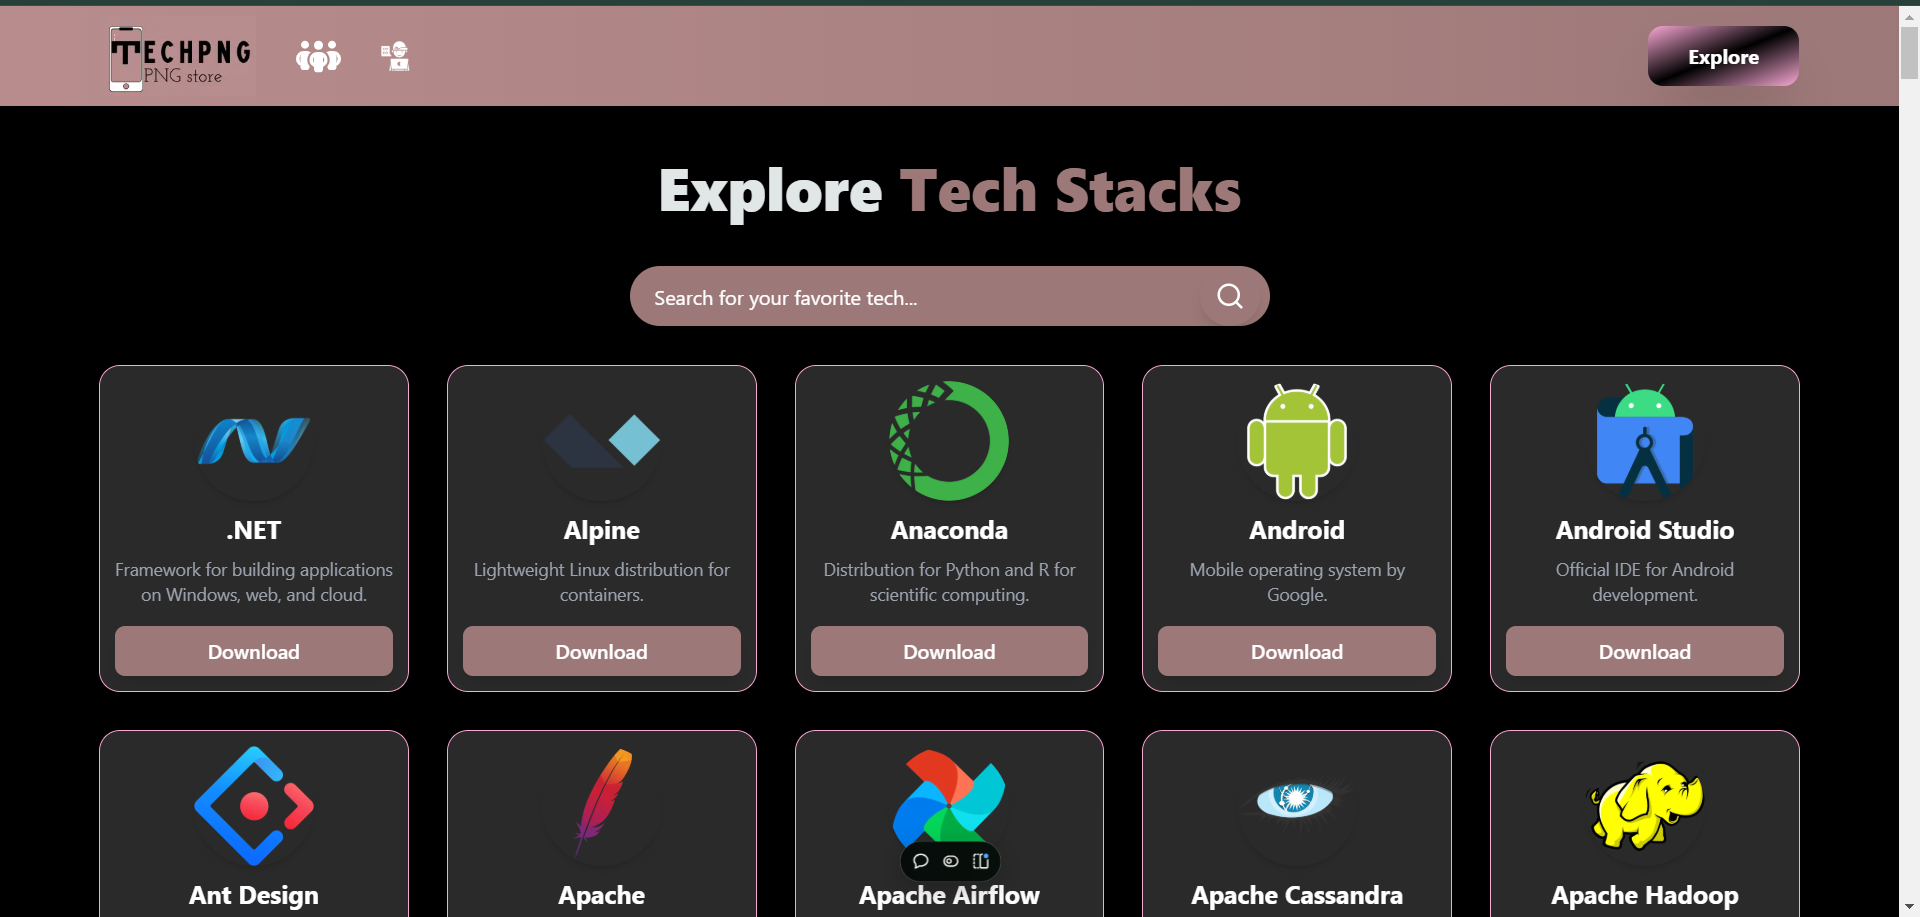 TECHPNG
PNG store
Explore
Explore Tech Stacks
Search for your favorite tech...
.NET
Framework for building applications
on Windows, web, and cloud.
Download
Alpine
Lightweight Linux distribution for
containers.
Download
Anaconda
Distribution for Python and R for
scientific computing.
Download
Android
Mobile operating system by
Google.
Download
Android Studio
Official IDE for Android
development.
Download
Ant Design
Apache
Apache Airflow
Apache Cassandra
Apache Hadoop